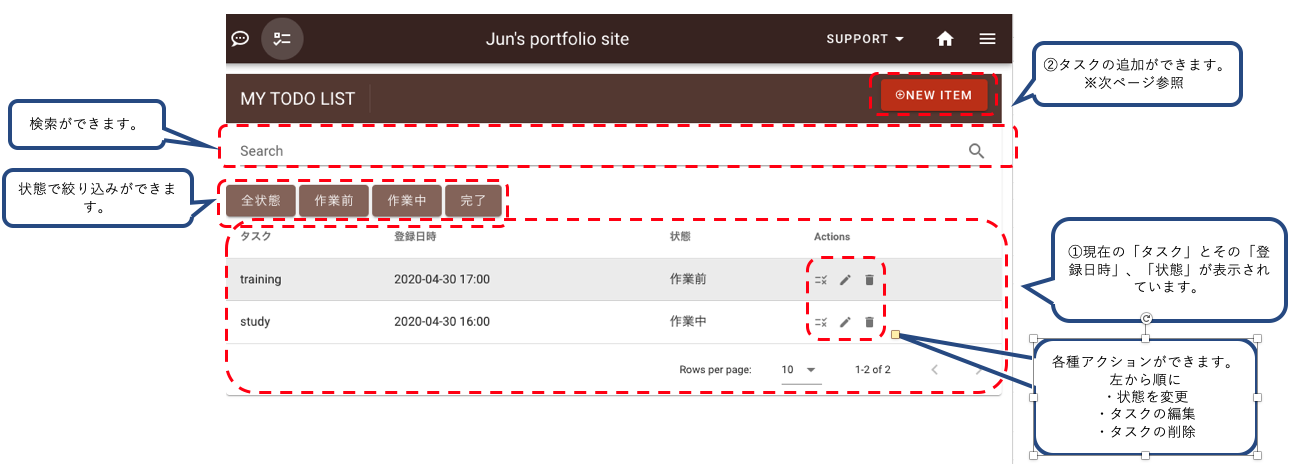 Jun's portfolio site
SUPPORT
②タスクの追加ができます。
※次ページ参照
MY TODO LIST
NEW ITEM
検索ができます。
Search
状態で絞り込みができま
す。
全状態
作業前
作業中
完了
タスク
登録日時
状態
Actions
training
2020-04-30 17:00
作業前
study
2020-04-30 16:00
作業中
Rows per page:
10
1-2 of 2
①現在の「タスク」とその「登
録日時」、「状態」が表示され
ています。
各種アクションができます。
左から順に
・状態を変更
・タスクの編集
・タスクの削除